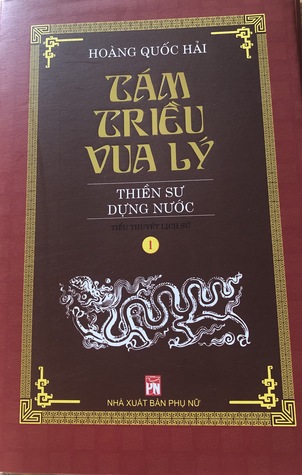 HOÀNG QUỐC HẢI
TÁM
TRIỀU
VUA LÝ
THIỀN SƯ
DỰNG NƯỚC
TIỂU THUYẾT LỊCH SỬ
1
PN
NHÀ XUẤT BẢN PHỤ NỮ